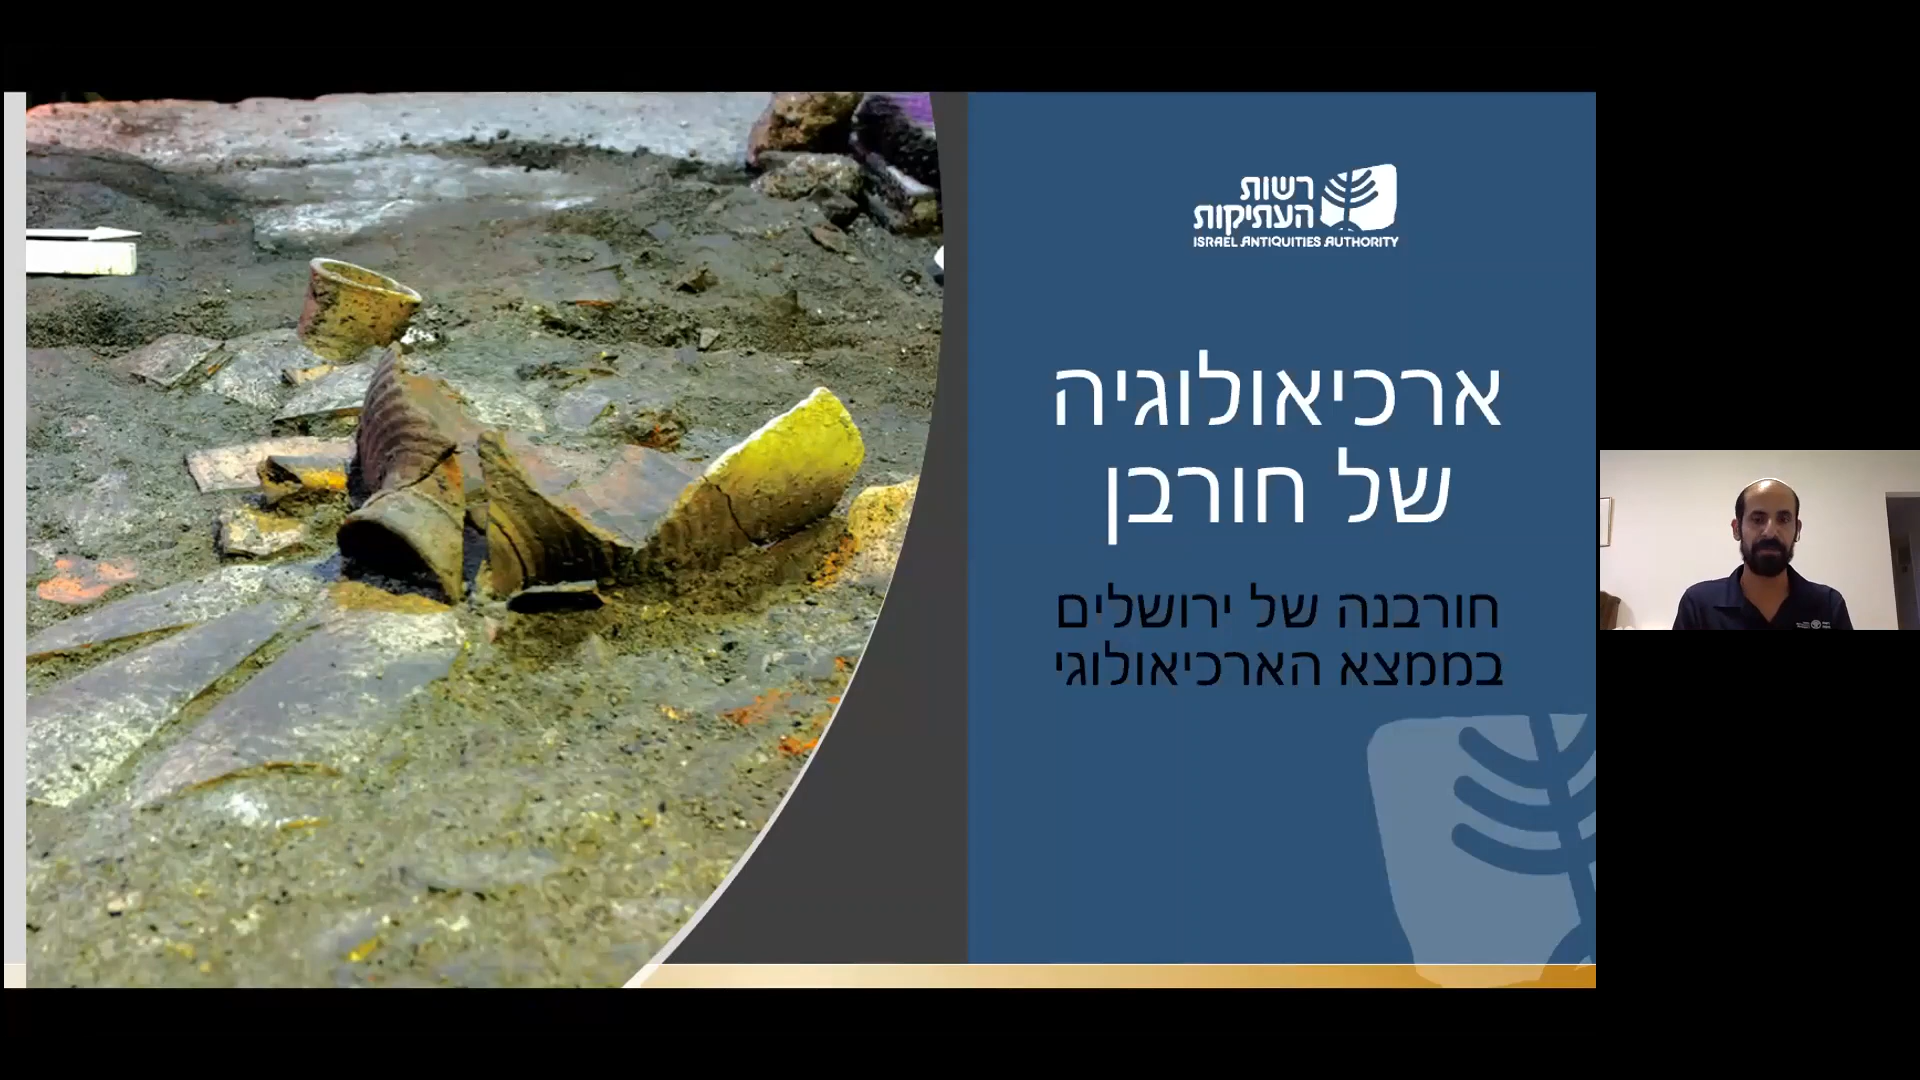 רשות
העתיקות
ISRAEL ANTIQUITIES AUTHORITY
ארכיאולוגיה
של חורבן
חורבנה של ירושלים
בממצא הארכיאולוגי